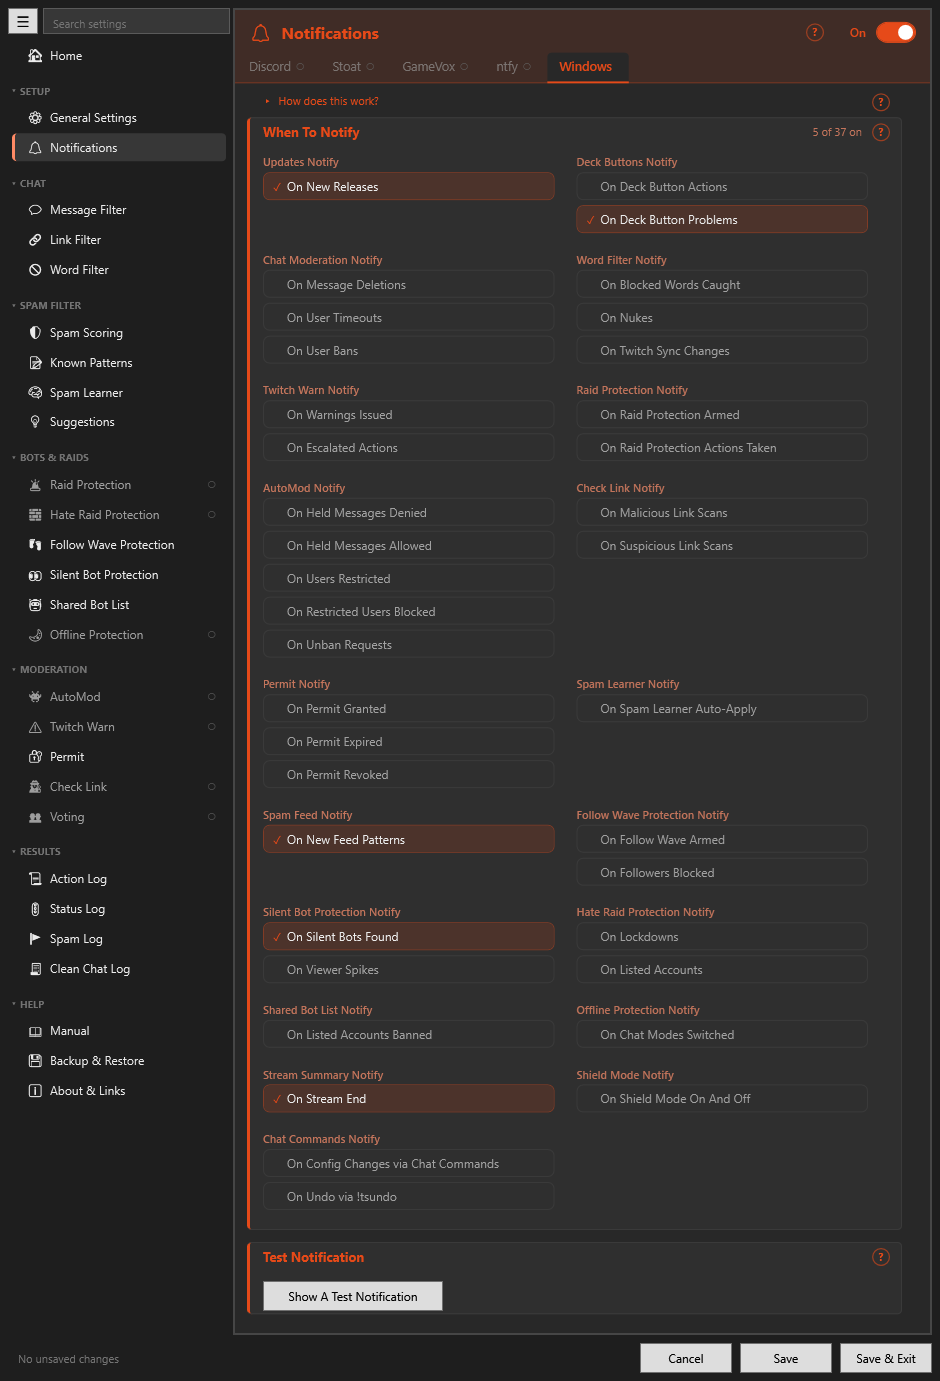 ☰ Search settings
Home
SETUP
General Settings
Notifications
CHAT
Message Filter
Link Filter
Word Filter
SPAM FILTER
Spam Scoring
Known Patterns
Spam Learner
Suggestions
BOTS & RAIDS
Raid Protection
Hate Raid Protection
Follow Wave Protection
Silent Bot Protection
Shared Bot List
Offline Protection
MODERATION
AutoMod
Twitch Warn
Permit
Check Link
Voting
RESULTS
Action Log
Status Log
Spam Log
Clean Chat Log
HELP
Manual
Backup & Restore
About & Links
Notifications ? On
Discord Stoat GameVox ntfy Windows
How does this work? ?
When To Notify 5 of 37 on ?
Updates Notify
✓ On New Releases
Deck Buttons Notify
On Deck Button Actions
✓ On Deck Button Problems
Chat Moderation Notify
On Message Deletions
On User Timeouts
On User Bans
Word Filter Notify
On Blocked Words Caught
On Nukes
On Twitch Sync Changes
Twitch Warn Notify
On Warnings Issued
On Escalated Actions
Raid Protection Notify
On Raid Protection Armed
On Raid Protection Actions Taken
AutoMod Notify
On Held Messages Denied
On Held Messages Allowed
On Users Restricted
On Restricted Users Blocked
On Unban Requests
Check Link Notify
On Malicious Link Scans
On Suspicious Link Scans
Permit Notify
On Permit Granted
On Permit Expired
On Permit Revoked
Spam Learner Notify
On Spam Learner Auto-Apply
Spam Feed Notify
✓ On New Feed Patterns
Follow Wave Protection Notify
On Follow Wave Armed
On Followers Blocked
Silent Bot Protection Notify
✓ On Silent Bots Found
On Viewer Spikes
Hate Raid Protection Notify
On Lockdowns
On Listed Accounts
Shared Bot List Notify
On Listed Accounts Banned
Offline Protection Notify
On Chat Modes Switched
Stream Summary Notify
✓ On Stream End
Shield Mode Notify
On Shield Mode On And Off
Chat Commands Notify
On Config Changes via Chat Commands
On Undo via !tsundo
Test Notification ?
Show A Test Notification
No unsaved changes
Cancel Save Save & Exit